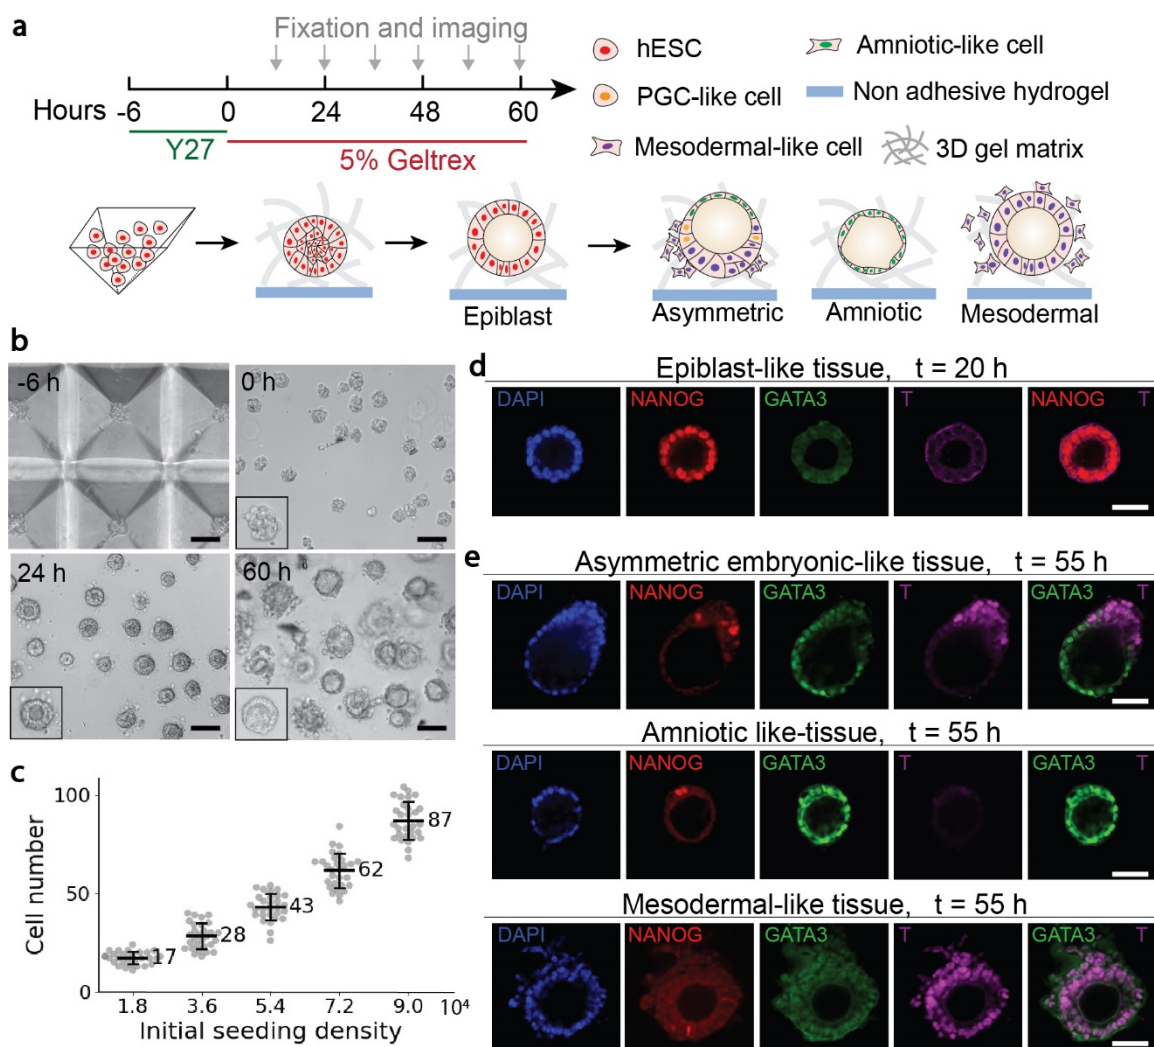 a
Fixation and imaging
Hours
-6
0
24
48
60
Y27
5% Geltrex
hESC
Amniotic-like cell
PGC-like cell
Non adhesive hydrogel
Mesodermal-like cell
3D gel matrix
Epiblast
Asymmetric
Amniotic
Mesodermal
b
-6 h
0 h
24 h
60 h
c
Cell number
100
50
0
17
28
43
62
87
1.8
3.6
5.4
7.2
9.0
10⁴
Initial seeding density
d
Epiblast-like tissue, t = 20 h
DAPI
NANOG
GATA3
T
NANOG T
e
Asymmetric embryonic-like tissue, t = 55 h
DAPI
NANOG
GATA3
T
GATA3 T
Amniotic like-tissue, t = 55 h
DAPI
NANOG
GATA3
T
GATA3 T
Mesodermal-like tissue, t = 55 h
DAPI
NANOG
GATA3
T
GATA3 T